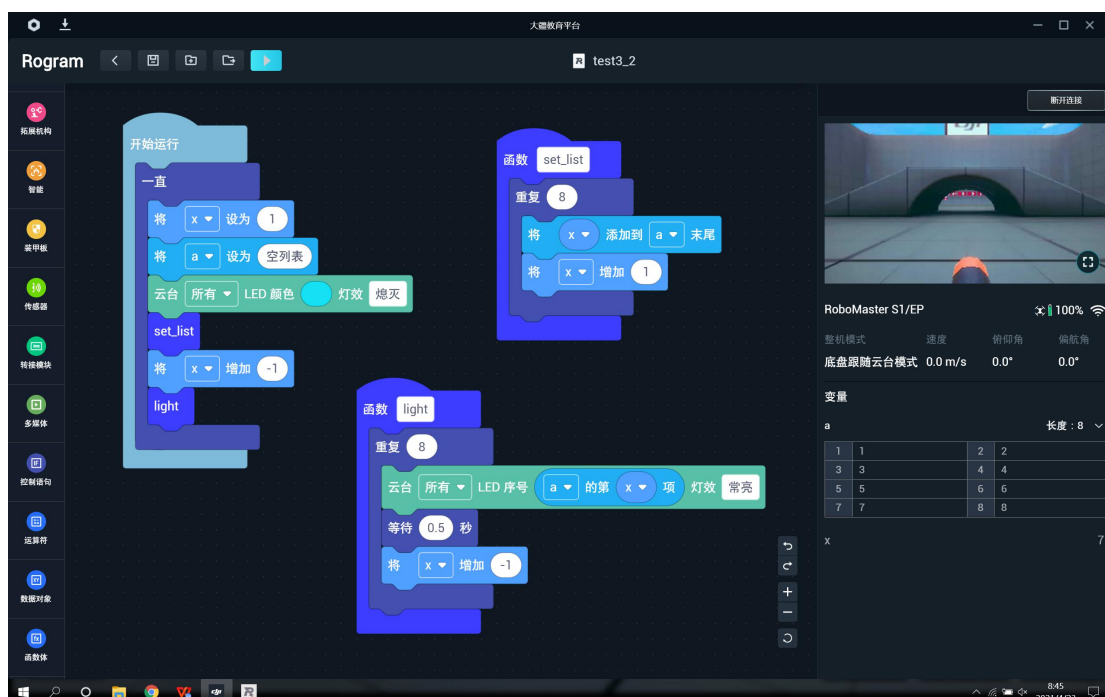 大疆教育平台
Rogram
R test3_2
断开连接
拓展机构
智能
装甲板
传感器
转接模块
多媒体
控制语句
运算符
数据对象
函数体
开始运行
一直
将 x 设为 1
将 a 设为 空列表
云台 所有 LED 颜色 灯效 熄灭
set_list
将 x 增加 -1
light
函数 set_list
重复 8
将 x 添加到 a 末尾
将 x 增加 1
函数 light
重复 8
云台 所有 LED 序号 a 的第 x 项 灯效 常亮
等待 0.5 秒
将 x 增加 -1
RoboMaster S1/EP 100%
整机模式 速度 俯仰角 偏航角
底盘跟随云台模式 0.0 m/s 0.0° 0.0°
变量
a 长度：8
1 1 2 2
3 3 4 4
5 5 6 6
7 7 8 8
x 7
8:45